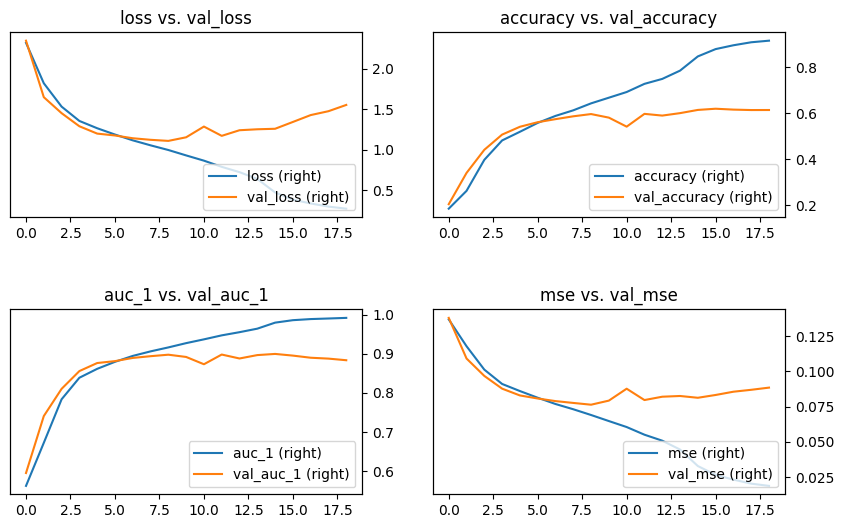 loss vs. val_loss
2.0
1.5
1.0
0.5
loss (right)
val_loss (right)
0.0 2.5 5.0 7.5 10.0 12.5 15.0 17.5
accuracy vs. val_accuracy
0.8
0.6
0.4
0.2
accuracy (right)
val_accuracy (right)
0.0 2.5 5.0 7.5 10.0 12.5 15.0 17.5
auc_1 vs. val_auc_1
1.0
0.9
0.8
0.7
0.6
auc_1 (right)
val_auc_1 (right)
0.0 2.5 5.0 7.5 10.0 12.5 15.0 17.5
mse vs. val_mse
0.125
0.100
0.075
0.050
0.025
mse (right)
val_mse (right)
0.0 2.5 5.0 7.5 10.0 12.5 15.0 17.5